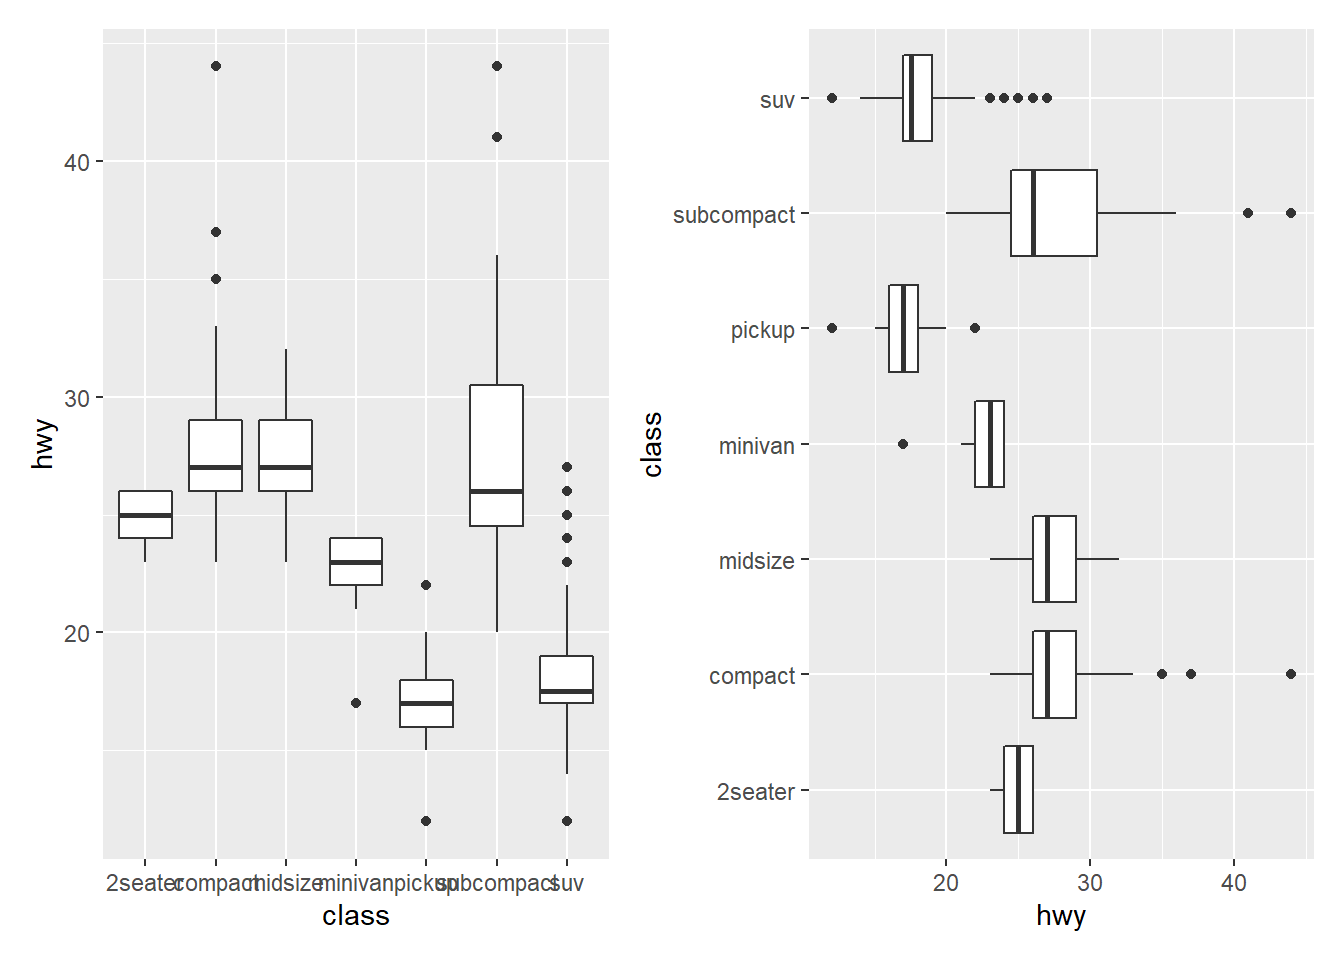 hwy
40
30
20
2seater compact midsize minivan pickup subcompact suv
class
class
suv
subcompact
pickup
minivan
midsize
compact
2seater
20 30 40
hwy